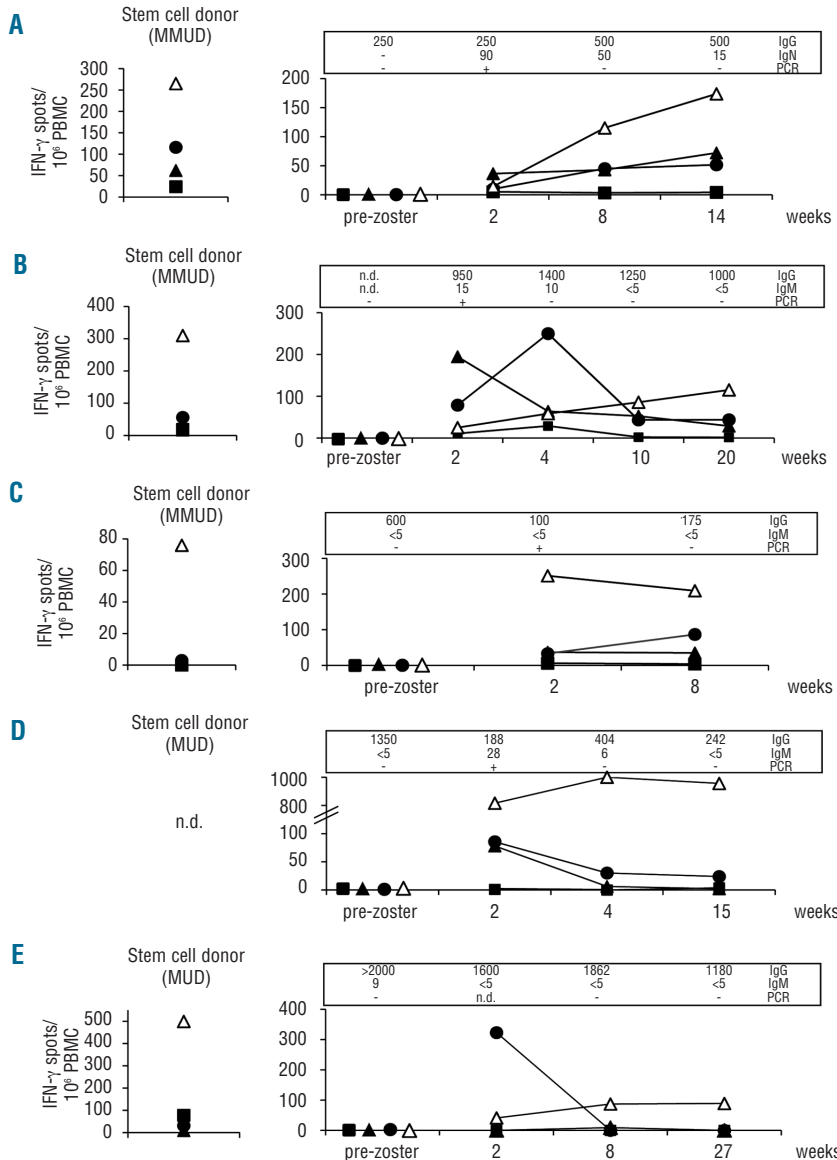 A
Stem cell donor
(MMUD)
IFN-γ spots/
10⁶ PBMC
300
250
200
150
100
50
0
250 250 500 500 IgG
- 90 50 15 IgN
- + - - PCR
200
150
100
50
0
pre-zoster 2 8 14 weeks
B
Stem cell donor
(MMUD)
IFN-γ spots/
10⁶ PBMC
400
300
200
100
0
n.d. 950 1400 1250 1000 IgG
n.d. 15 10 <5 <5 IgM
- + - - - PCR
300
200
100
0
pre-zoster 2 4 10 20 weeks
C
Stem cell donor
(MMUD)
IFN-γ spots/
10⁶ PBMC
80
60
40
20
0
600 100 175 IgG
<5 <5 <5 IgM
- + - PCR
300
200
100
0
pre-zoster 2 8 weeks
D
Stem cell donor
(MUD)
n.d.
1350 188 404 242 IgG
<5 28 6 <5 IgM
- + - - PCR
1000
800
100
50
0
pre-zoster 2 4 15 weeks
E
Stem cell donor
(MUD)
IFN-γ spots/
10⁶ PBMC
500
400
300
200
100
0
>2000 1600 1862 1180 IgG
9 <5 <5 <5 IgM
- n.d. - - PCR
400
300
200
100
0
pre-zoster 2 8 27 weeks